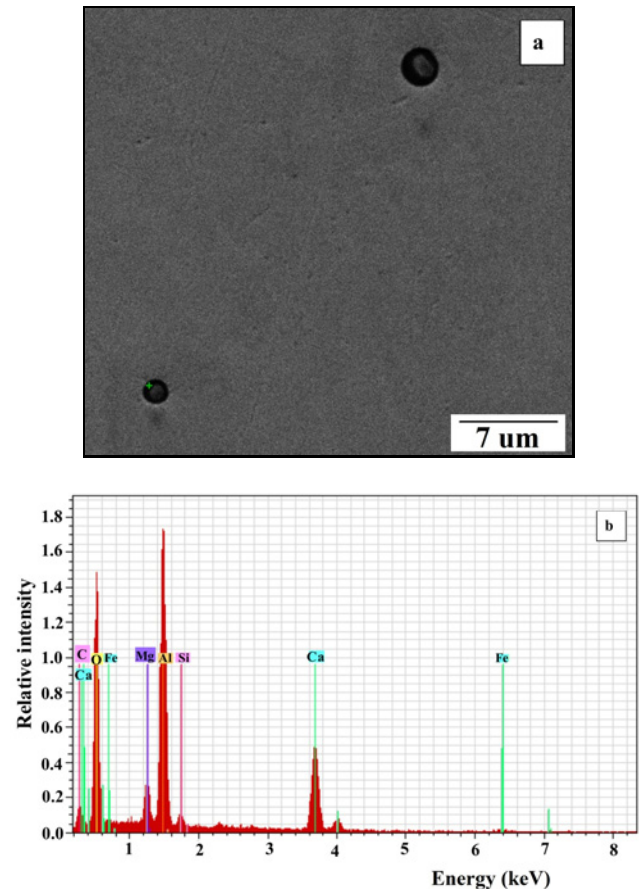 a
7 um
b
Relative intensity
1.8
1.6
1.4
1.2
1.0
0.8
0.6
0.4
0.2
0.0
C
Ca
O
Fe
Mg
Al
Si
Ca
Fe
1 2 3 4 5 6 7 8
Energy (keV)